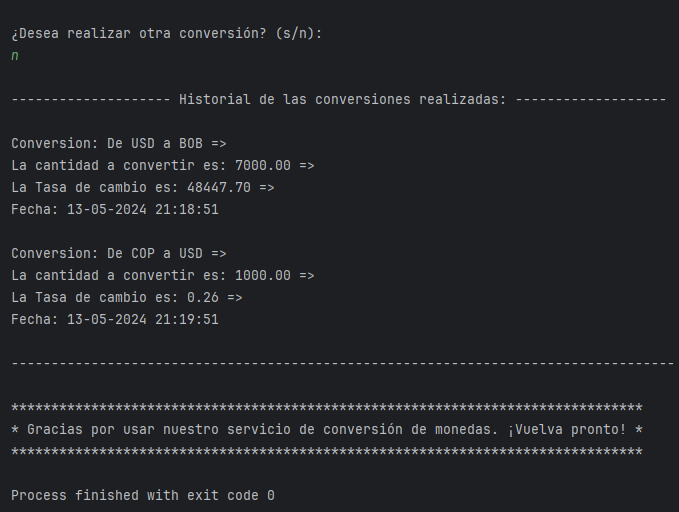 ¿Desea realizar otra conversión? (s/n):
n
-------------------- Historial de las conversiones realizadas: -------------------
Conversion: De USD a BOB =>
La cantidad a convertir es: 7000.00 =>
La Tasa de cambio es: 48447.70 =>
Fecha: 13-05-2024 21:18:51
Conversion: De COP a USD =>
La cantidad a convertir es: 1000.00 =>
La Tasa de cambio es: 0.26 =>
Fecha: 13-05-2024 21:19:51
-----------------------------------------------------------------------------------
*******************************************************************************
* Gracias por usar nuestro servicio de conversión de monedas. ¡Vuelva pronto! *
*******************************************************************************
Process finished with exit code 0